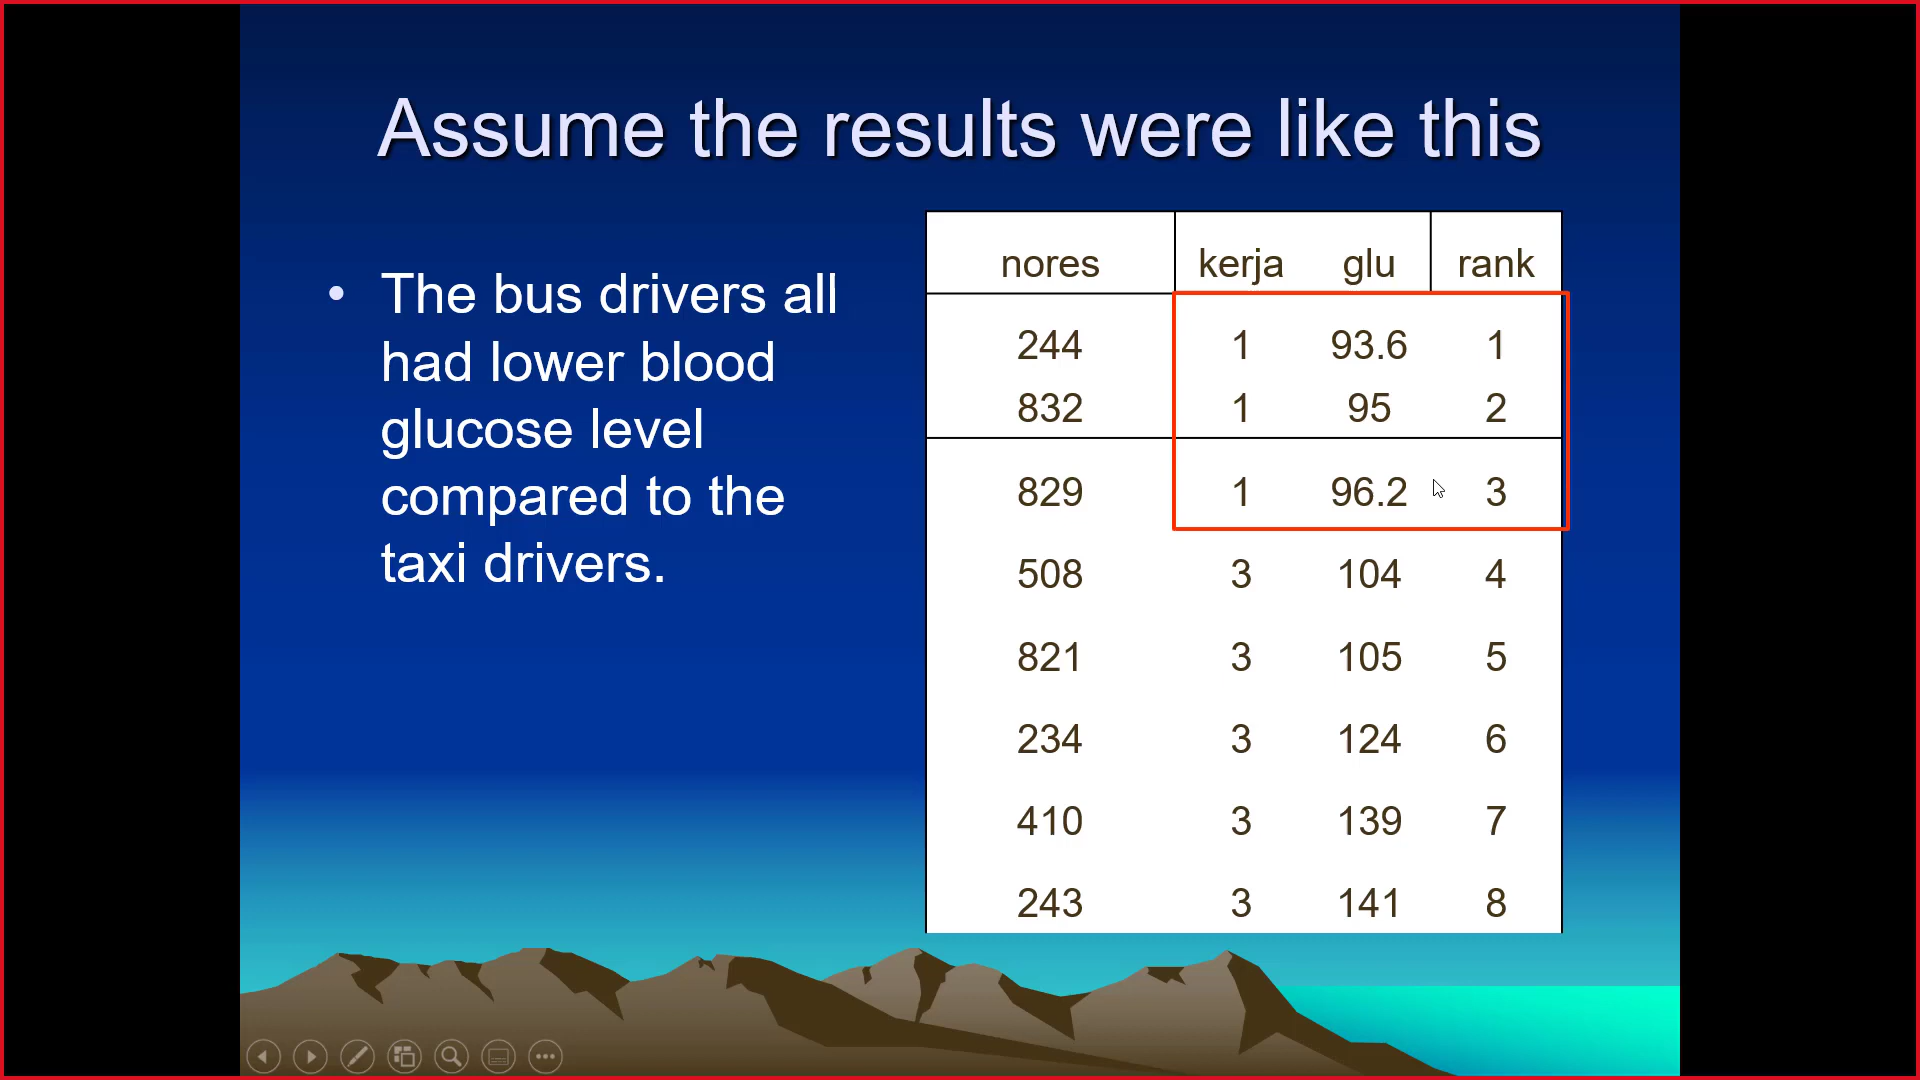 Assume the results were like this
• The bus drivers all
had lower blood
glucose level
compared to the
taxi drivers.
nores kerja glu rank
244 1 93.6 1
832 1 95 2
829 1 96.2 3
508 3 104 4
821 3 105 5
234 3 124 6
410 3 139 7
243 3 141 8